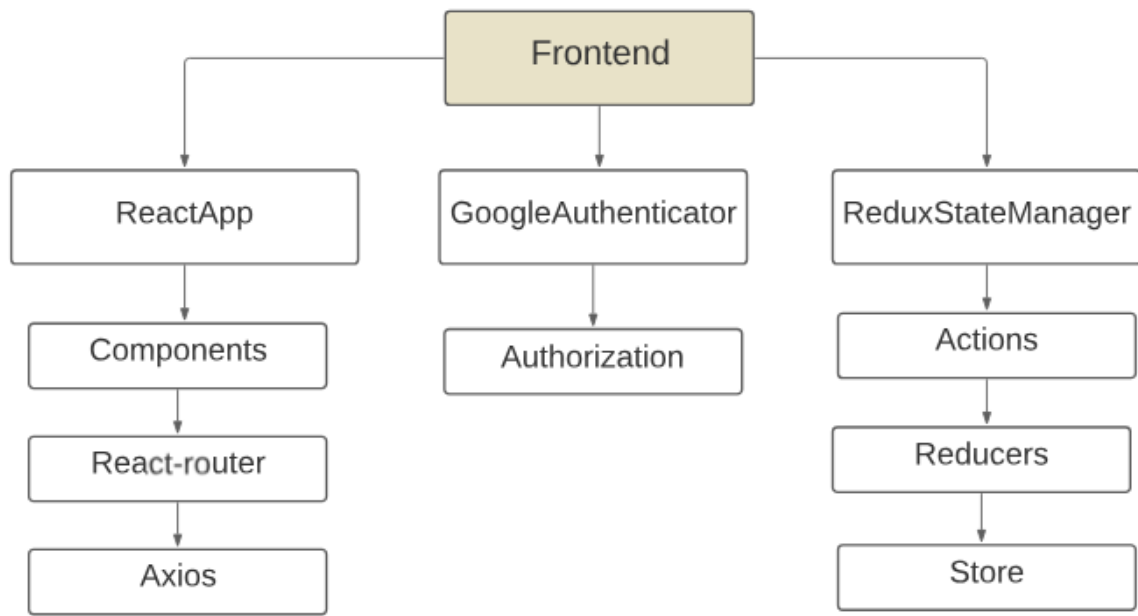 Frontend
ReactApp
GoogleAuthenticator
ReduxStateManager
Components
Authorization
Actions
React-router
Reducers
Axios
Store